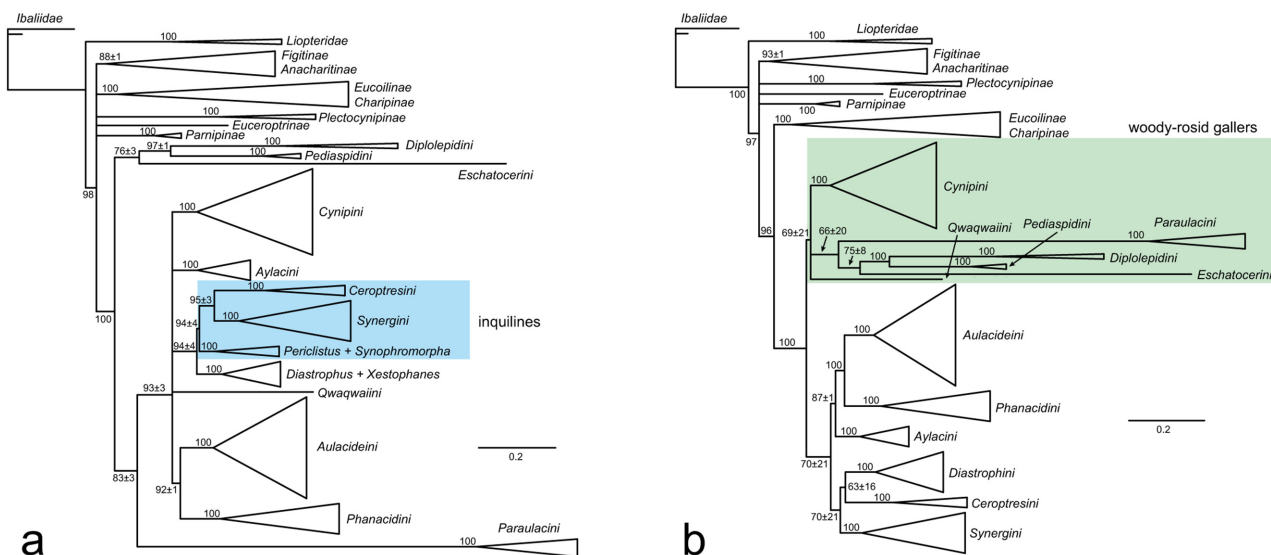 Ibaliidae
100
Liopteridae
88±1
Figitinae
Anacharitinae
100
Eucoilinae
Charipinae
100
Plectocynipinae
Euceroptrinae
100
Parnipinae
98
76±3
97±1
100
Diplolepidini
100
Pediaspidini
Eschatocerini
100
Cynipini
100
Aylacini
95±3
100
Ceroptresini
100
Synergini
inquilines
94±4
94±4
100
Periclistus + Synophromorpha
100
Diastrophus + Xestophanes
100
93±3
Qwaqwaiini
100
Aulacideini
0.2
83±3
92±1
100
Phanacidini
100
Paraulacini
a
Ibaliidae
100
Liopteridae
93±1
Figitinae
Anacharitinae
100
100
Plectocynipinae
Euceroptrinae
100
Parnipinae
97
100
Eucoilinae
Charipinae
woody-rosid gallers
100
Cynipini
Qwaqwaiini
Pediaspidini
Paraulacini
96
69±21
66±20
100
75±8
100
100
Diplolepidini
100
Eschatocerini
100
Aulacideini
100
87±1
100
100
Phanacidini
0.2
100
Aylacini
70±21
100
Diastrophini
63±16
100
Ceroptresini
70±21
100
Synergini
b